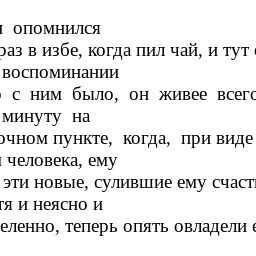 опомнился
раз в избе, когда пил чай, и тут
воспоминании
с ним было, он живее всего
минуту на
очном пункте, когда, при виде
человека, ему
эти новые, сулившие ему счаст
тя и неясно и
еленно, теперь опять овладели